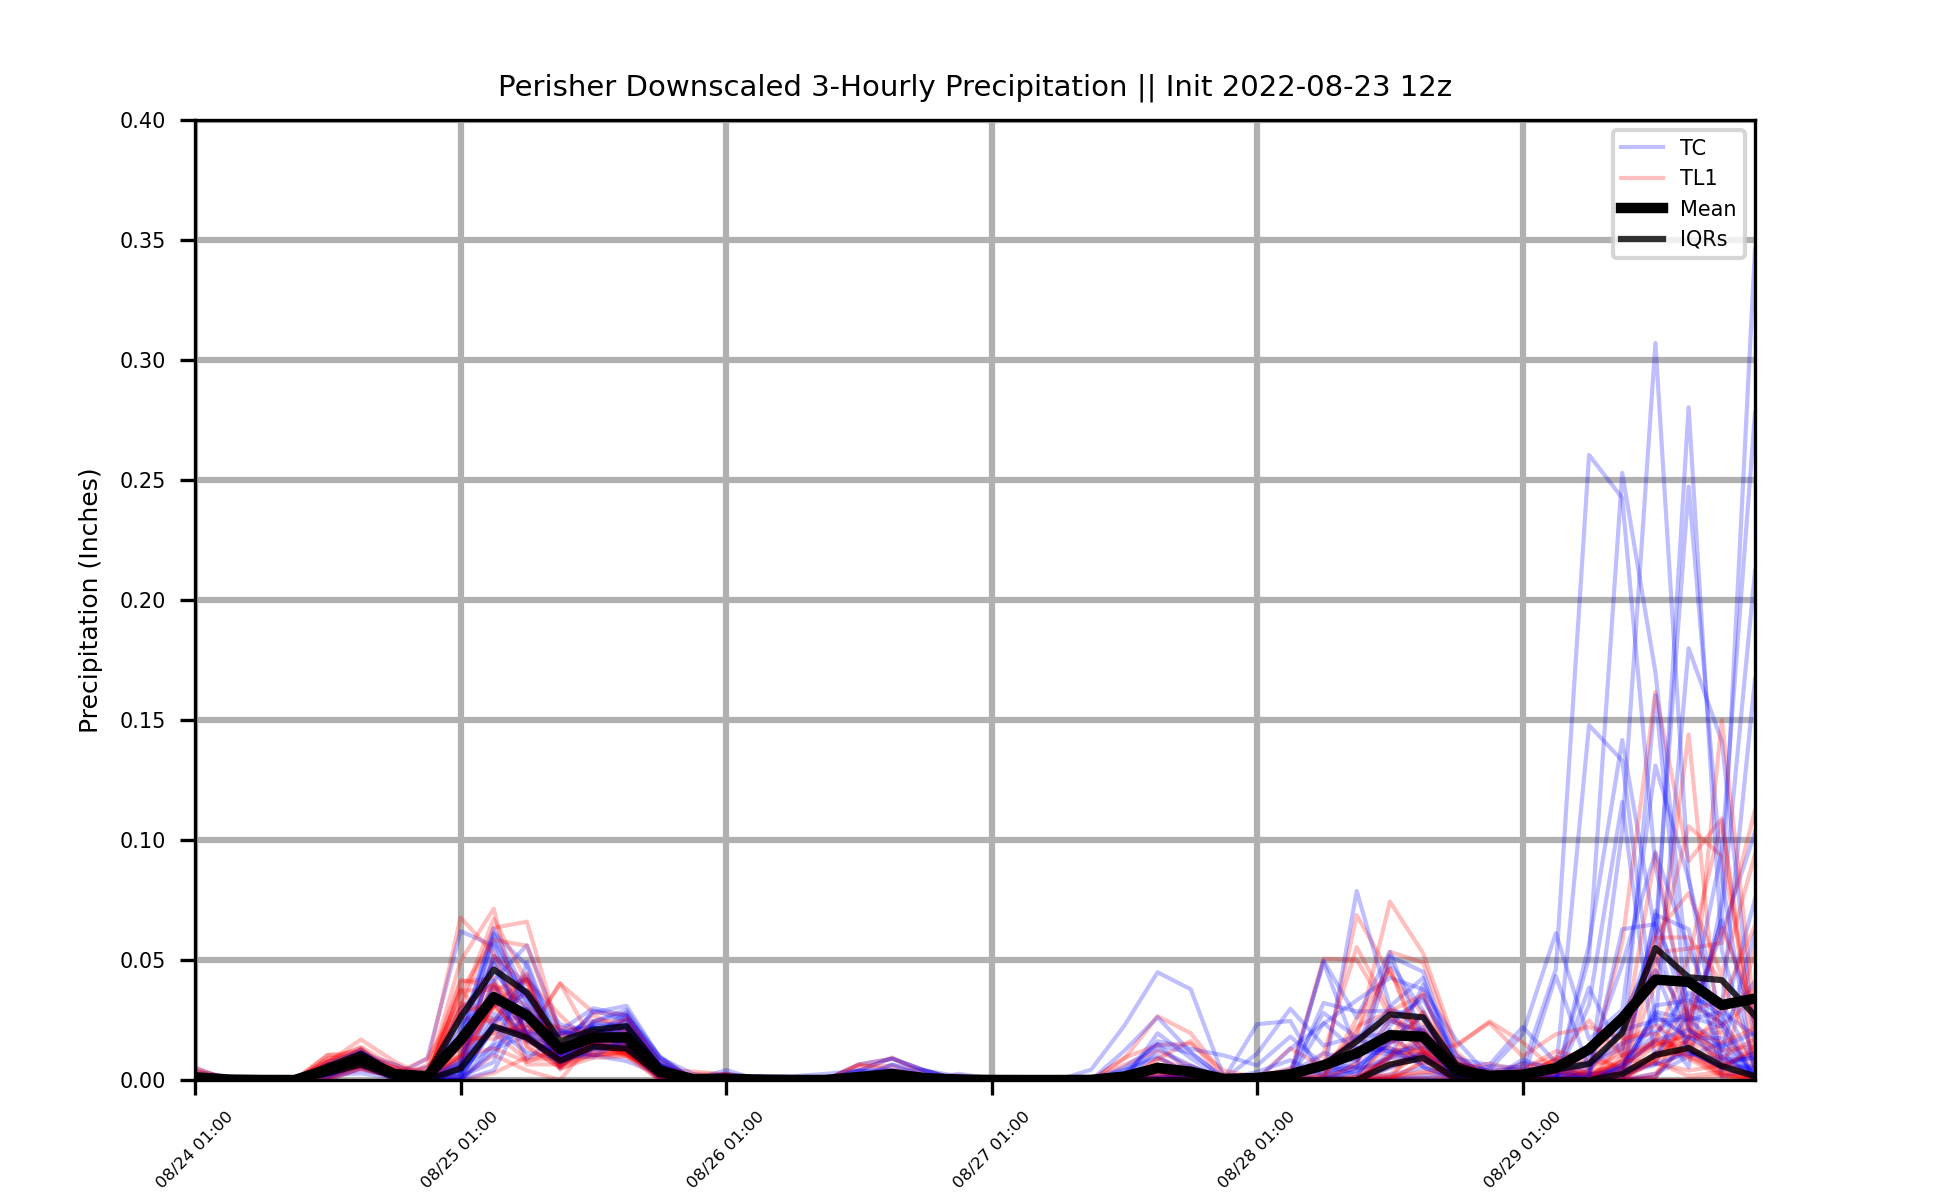 Perisher Downscaled 3-Hourly Precipitation || Init 2022-08-23 12z
Precipitation (Inches)
0.40
0.35
0.30
0.25
0.20
0.15
0.10
0.05
0.00
TC
TL1
Mean
IQRs
08/24 01:00
08/25 01:00
08/26 01:00
08/27 01:00
08/28 01:00
08/29 01:00